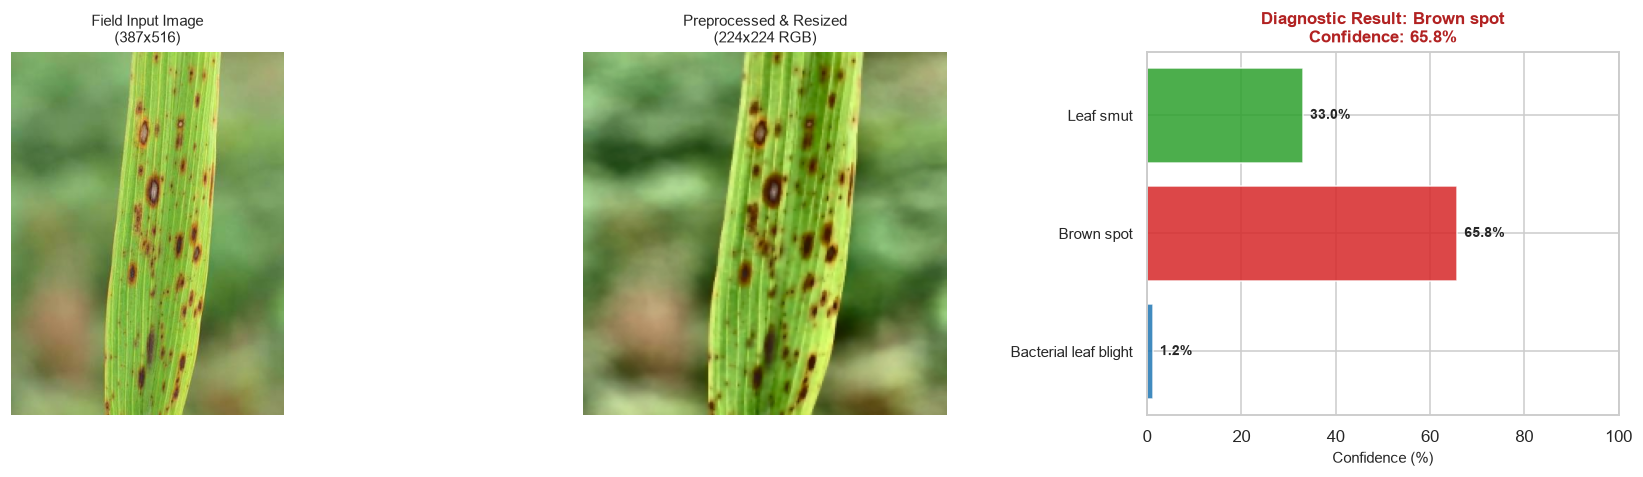 Field Input Image
(387x516)
Preprocessed & Resized
(224x224 RGB)
Diagnostic Result: Brown spot
Confidence: 65.8%
Leaf smut
33.0%
Brown spot
65.8%
Bacterial leaf blight
1.2%
0 20 40 60 80 100
Confidence (%)